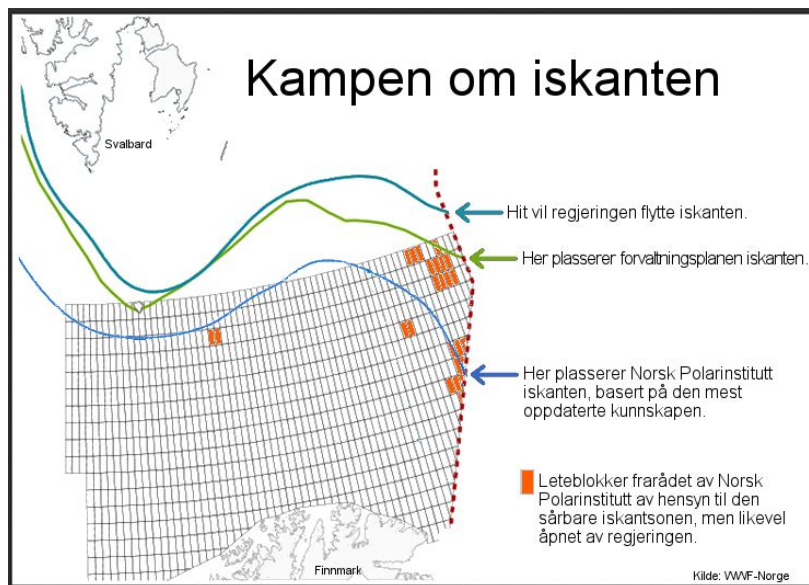 Kampen om iskanten
Svalbard
Hit vil regjeringen flytte iskanten.
Her plasserer forvaltningsplanen iskanten.
Her plasserer Norsk Polarinstitutt
iskanten, basert på den mest
oppdaterte kunnskapen.
Leteblokker frarådet av Norsk
Polarinstitutt av hensyn til den
sårbare iskantsonen, men likevel
åpnet av regjeringen.
Finnmark
Kilde: WWF-Norge